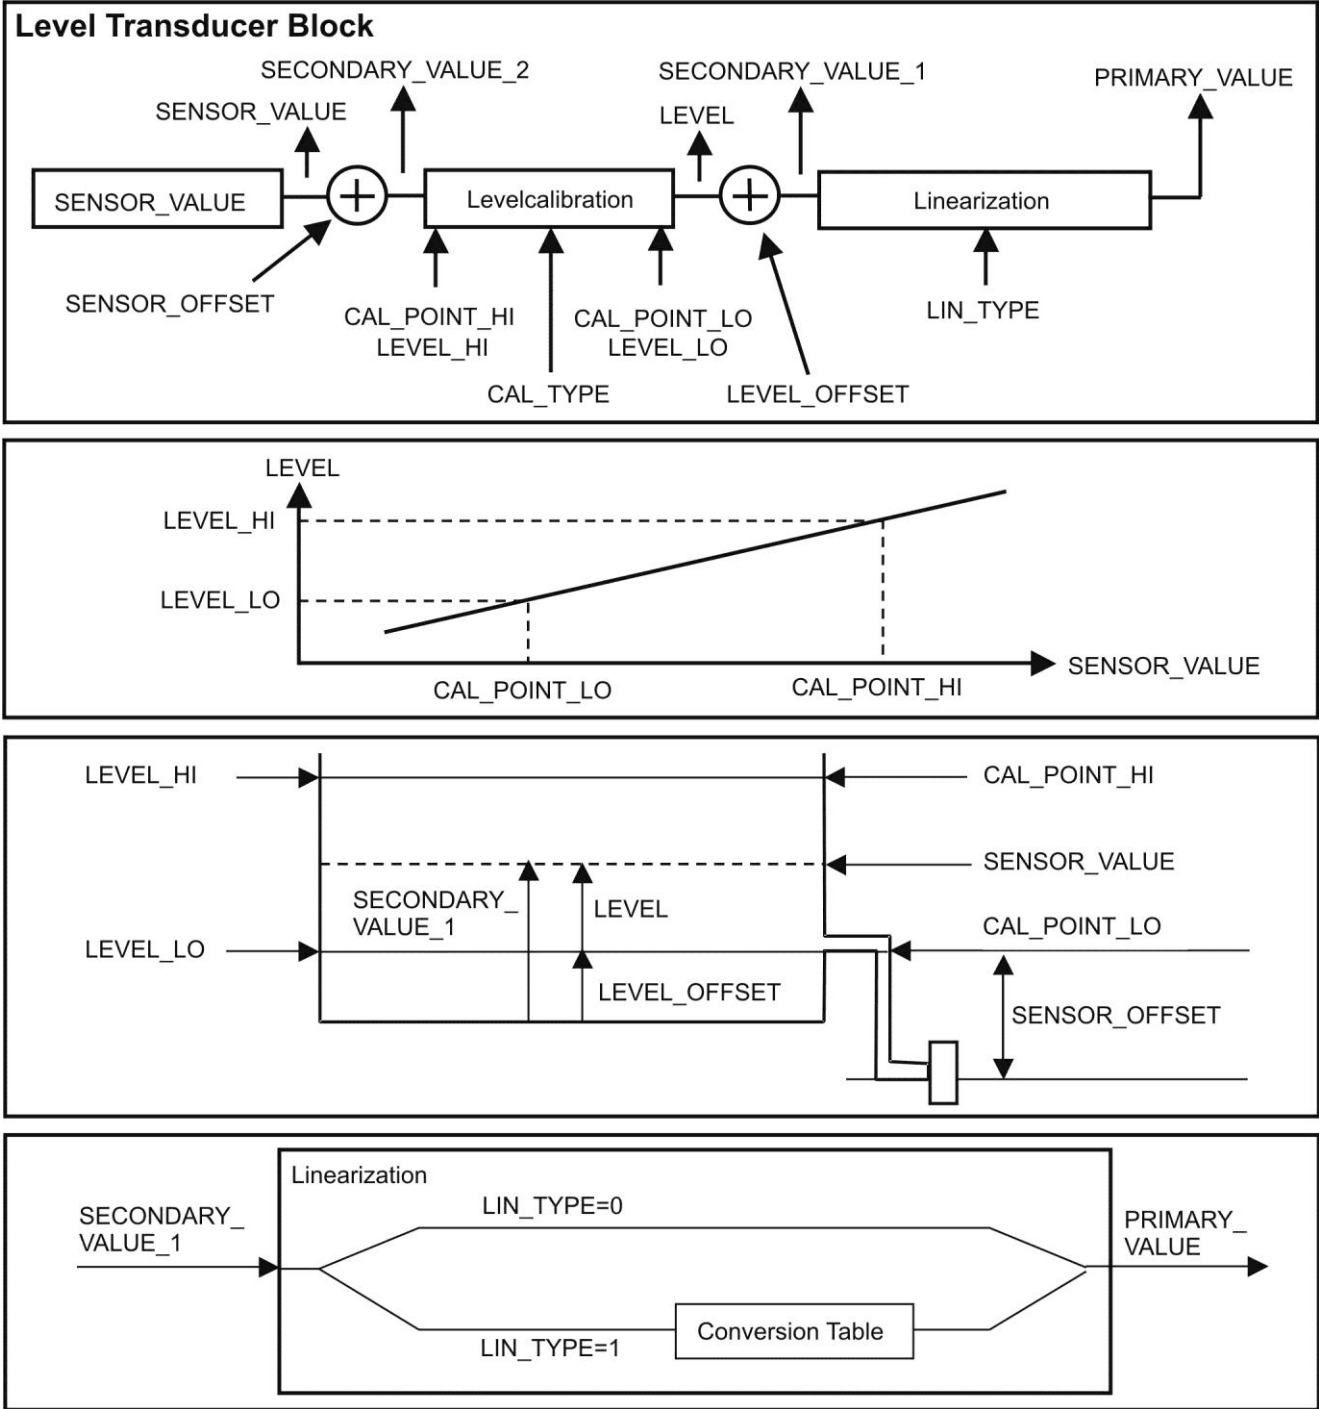 Level Transducer Block
SECONDARY_VALUE_2
SECONDARY_VALUE_1
PRIMARY_VALUE
SENSOR_VALUE
LEVEL
SENSOR_VALUE
Levelcalibration
Linearization
SENSOR_OFFSET
CAL_POINT_HI
LEVEL_HI
CAL_POINT_LO
LEVEL_LO
LIN_TYPE
CAL_TYPE
LEVEL_OFFSET
LEVEL
LEVEL_HI
LEVEL_LO
SENSOR_VALUE
CAL_POINT_LO
CAL_POINT_HI
LEVEL_HI
CAL_POINT_HI
SENSOR_VALUE
SECONDARY_
VALUE_1
LEVEL
LEVEL_LO
CAL_POINT_LO
LEVEL_OFFSET
SENSOR_OFFSET
Linearization
LIN_TYPE=0
SECONDARY_
VALUE_1
PRIMARY_
VALUE
Conversion Table
LIN_TYPE=1